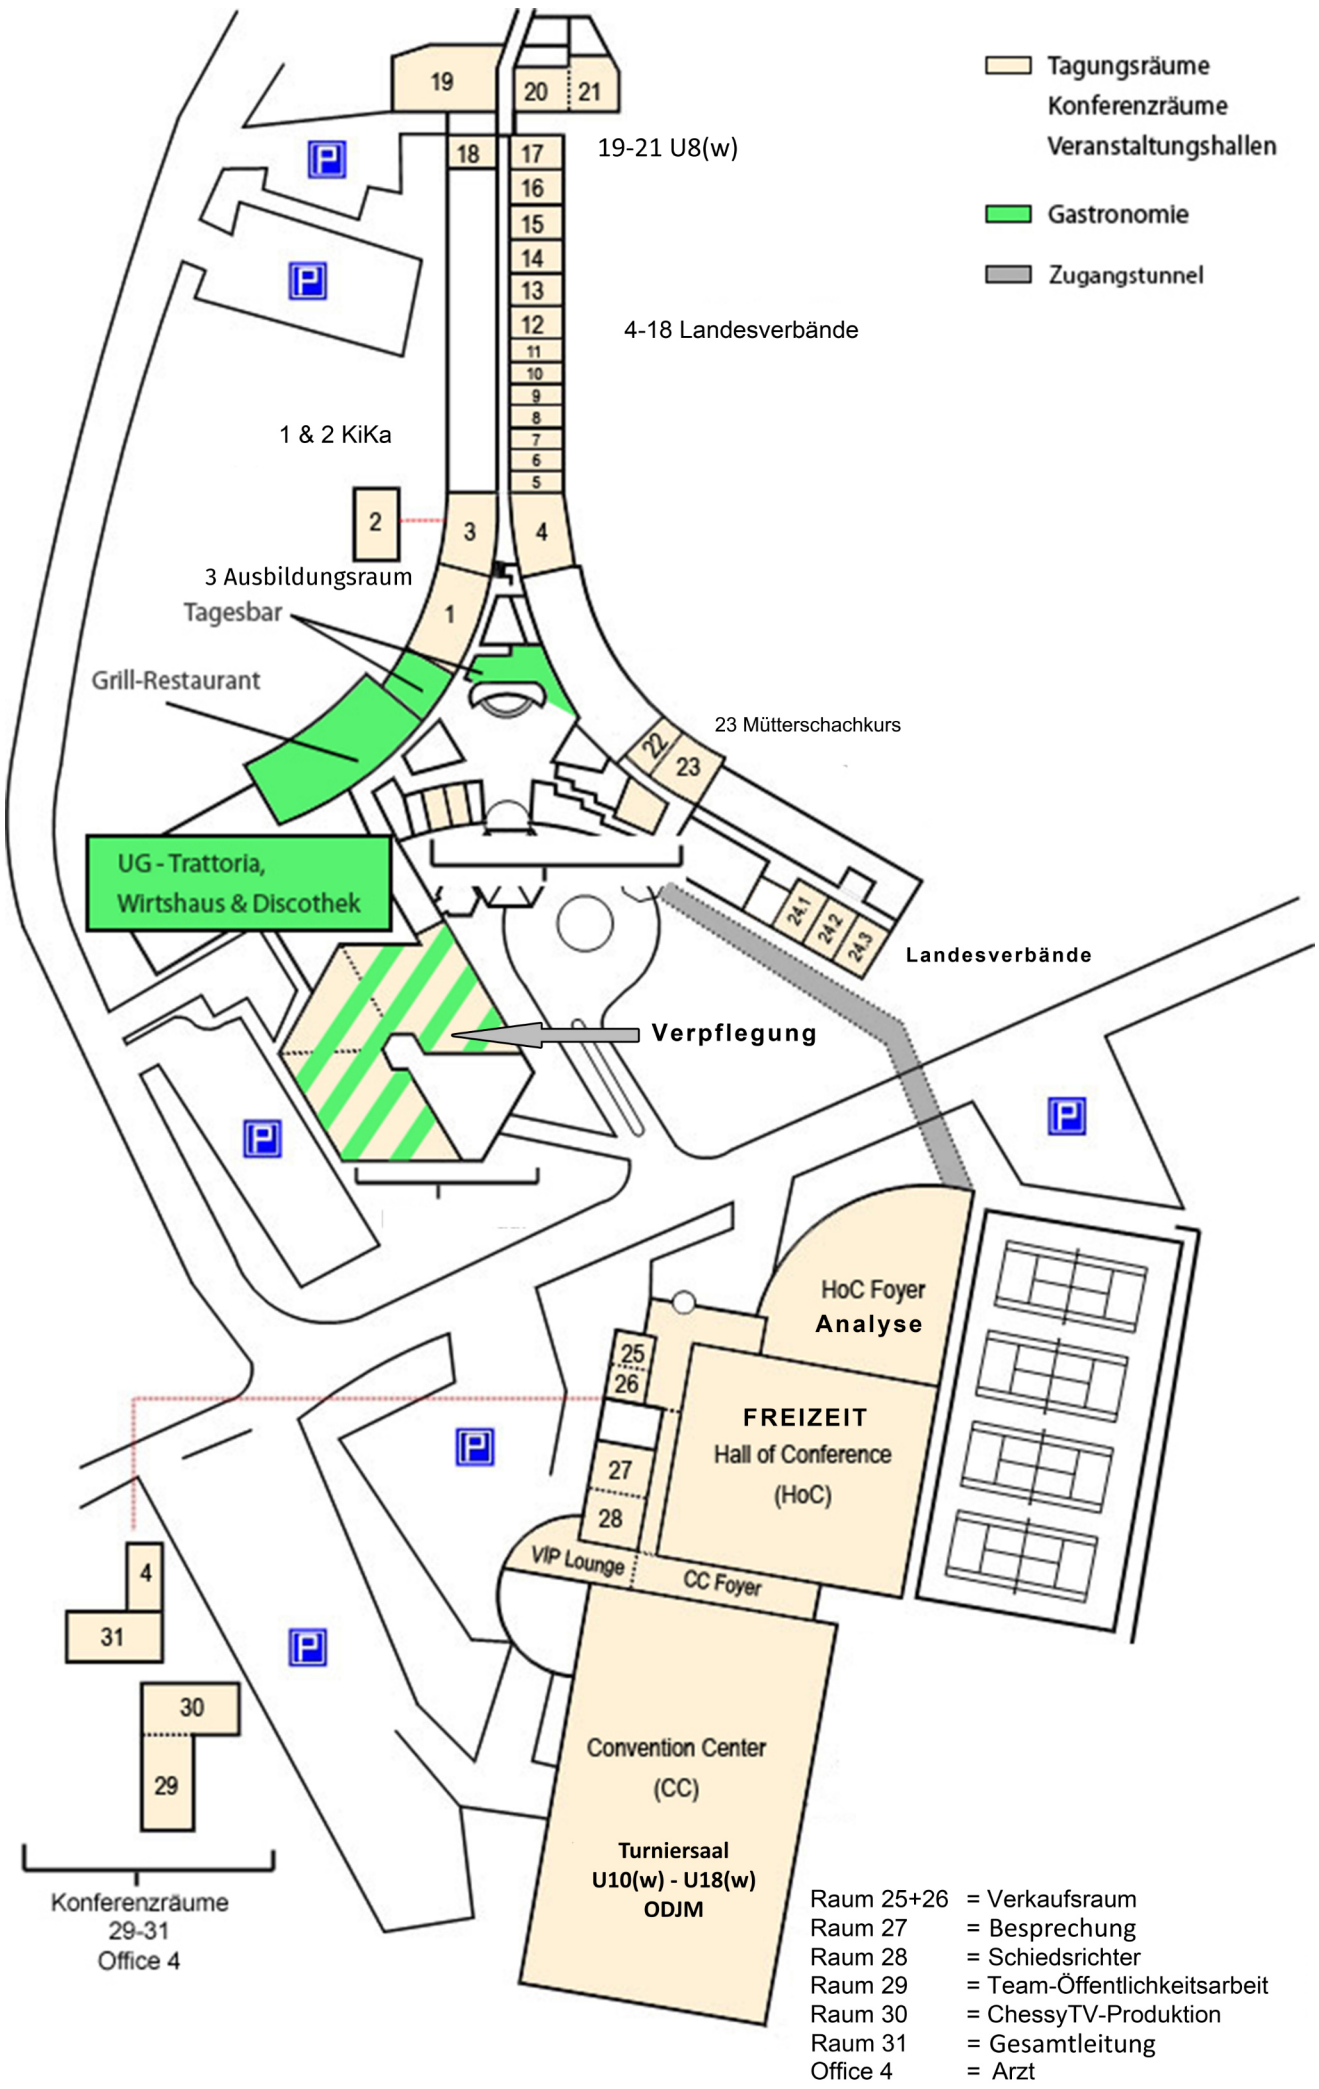 19
20
21
Tagungsräume
Konferenzräume
Veranstaltungshallen
P
18
17
19-21 U8(w)
16
15
Gastronomie
14
P
13
Zugangstunnel
12
4-18 Landesverbände
11
10
9
8
7
6
5
1 & 2 KiKa
2
3
4
3 Ausbildungsraum
1
Tagesbar
Grill-Restaurant
23 Mütterschachkurs
22
23
UG - Trattoria,
Wirtshaus & Discothek
24.1
24.2
24.3
Landesverbände
Verpflegung
P
P
HoC Foyer
Analyse
25
26
FREIZEIT
Hall of Conference
(HoC)
P
27
28
VIP Lounge
CC Foyer
4
31
P
30
29
Convention Center
(CC)
Turniersaal
U10(w) - U18(w)
ODJM
Konferenzräume
29-31
Office 4
Raum 25+26 = Verkaufsraum
Raum 27 = Besprechung
Raum 28 = Schiedsrichter
Raum 29 = Team-Öffentlichkeitsarbeit
Raum 30 = ChessyTV-Produktion
Raum 31 = Gesamtleitung
Office 4 = Arzt